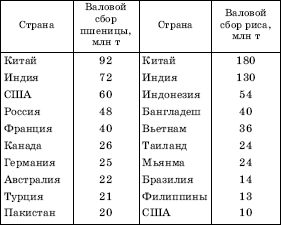 Страна Валовой сбор пшеницы, млн т Страна Валовой сбор риса, млн т
Китай 92 Китай 180
Индия 72 Индия 130
США 60 Индонезия 54
Россия 48 Бангладеш 40
Франция 40 Вьетнам 36
Канада 26 Таиланд 24
Германия 25 Мьянма 24
Австралия 22 Бразилия 14
Турция 21 Филиппины 13
Пакистан 20 США 10